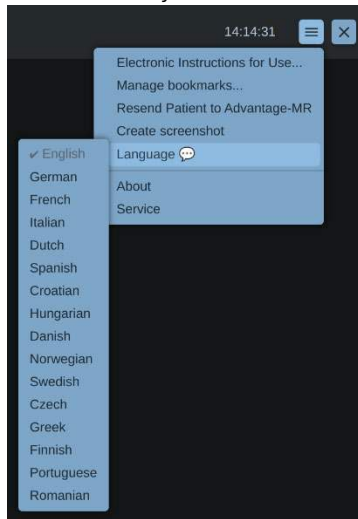 14:14:31
Electronic Instructions for Use...
Manage bookmarks...
Resend Patient to Advantage-MR
Create screenshot
Language 💬
About
Service
✔ English
German
French
Italian
Dutch
Spanish
Croatian
Hungarian
Danish
Norwegian
Swedish
Czech
Greek
Finnish
Portuguese
Romanian